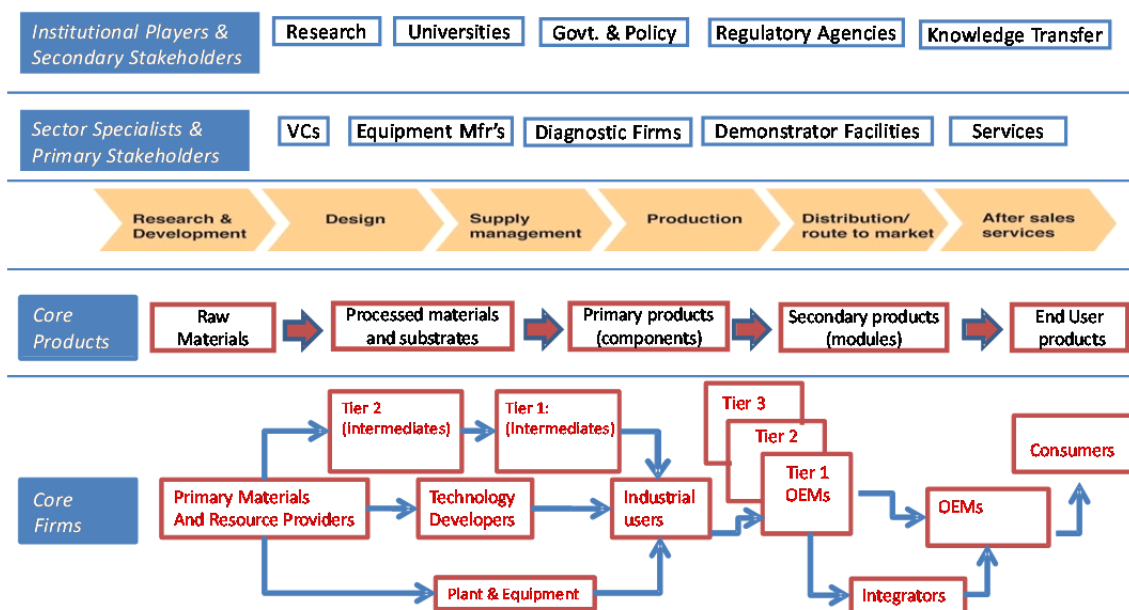 Institutional Players &
Secondary Stakeholders
Research
Universities
Govt. & Policy
Regulatory Agencies
Knowledge Transfer
Sector Specialists &
Primary Stakeholders
VCs
Equipment Mfr's
Diagnostic Firms
Demonstrator Facilities
Services
Research &
Development
Design
Supply
management
Production
Distribution/
route to market
After sales
services
Core
Products
Raw
Materials
Processed materials
and substrates
Primary products
(components)
Secondary products
(modules)
End User
products
Core
Firms
Tier 2
(Intermediates)
Tier 1:
(Intermediates)
Tier 3
Tier 2
Tier 1
OEMs
Consumers
Primary Materials
And Resource Providers
Technology
Developers
Industrial
users
OEMs
Plant & Equipment
Integrators